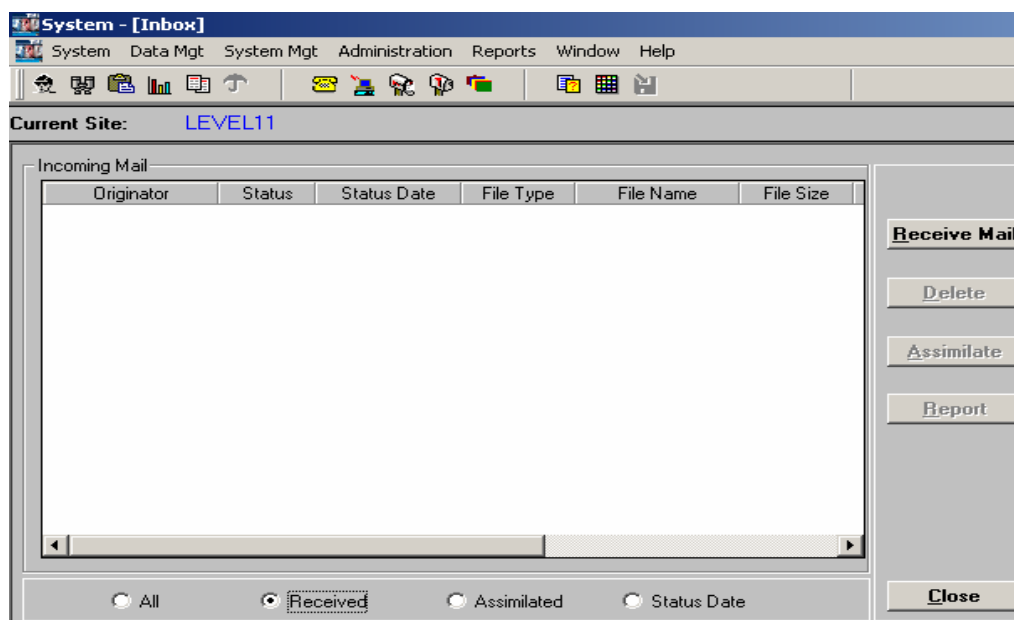 System - [Inbox]
System Data Mgt System Mgt Administration Reports Window Help
Current Site: LEVEL11
Incoming Mail
Originator Status Status Date File Type File Name File Size
Receive Mail
Delete
Assimilate
Report
All Received Assimilated Status Date
Close